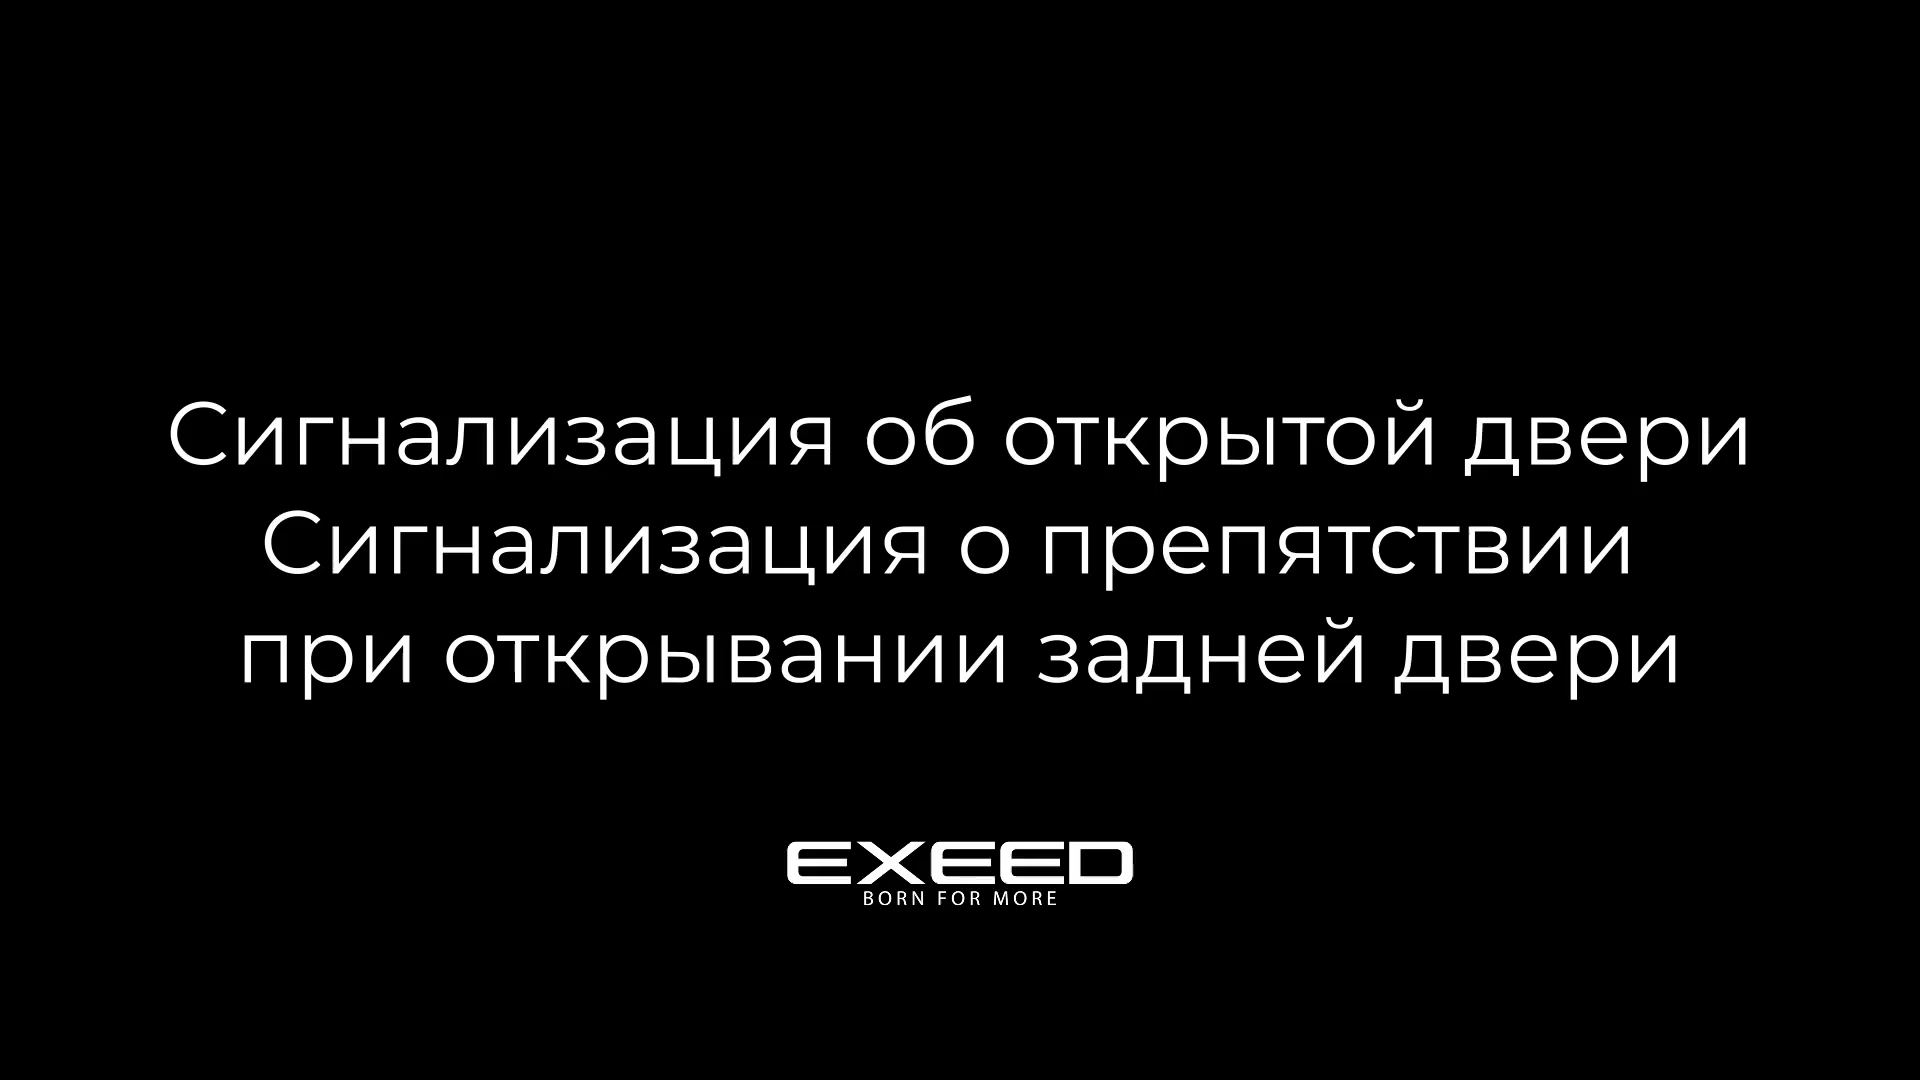 Сигнализация об открытой двери
Сигнализация о препятствии
при открывании задней двери
EXEED
BORN FOR MORE